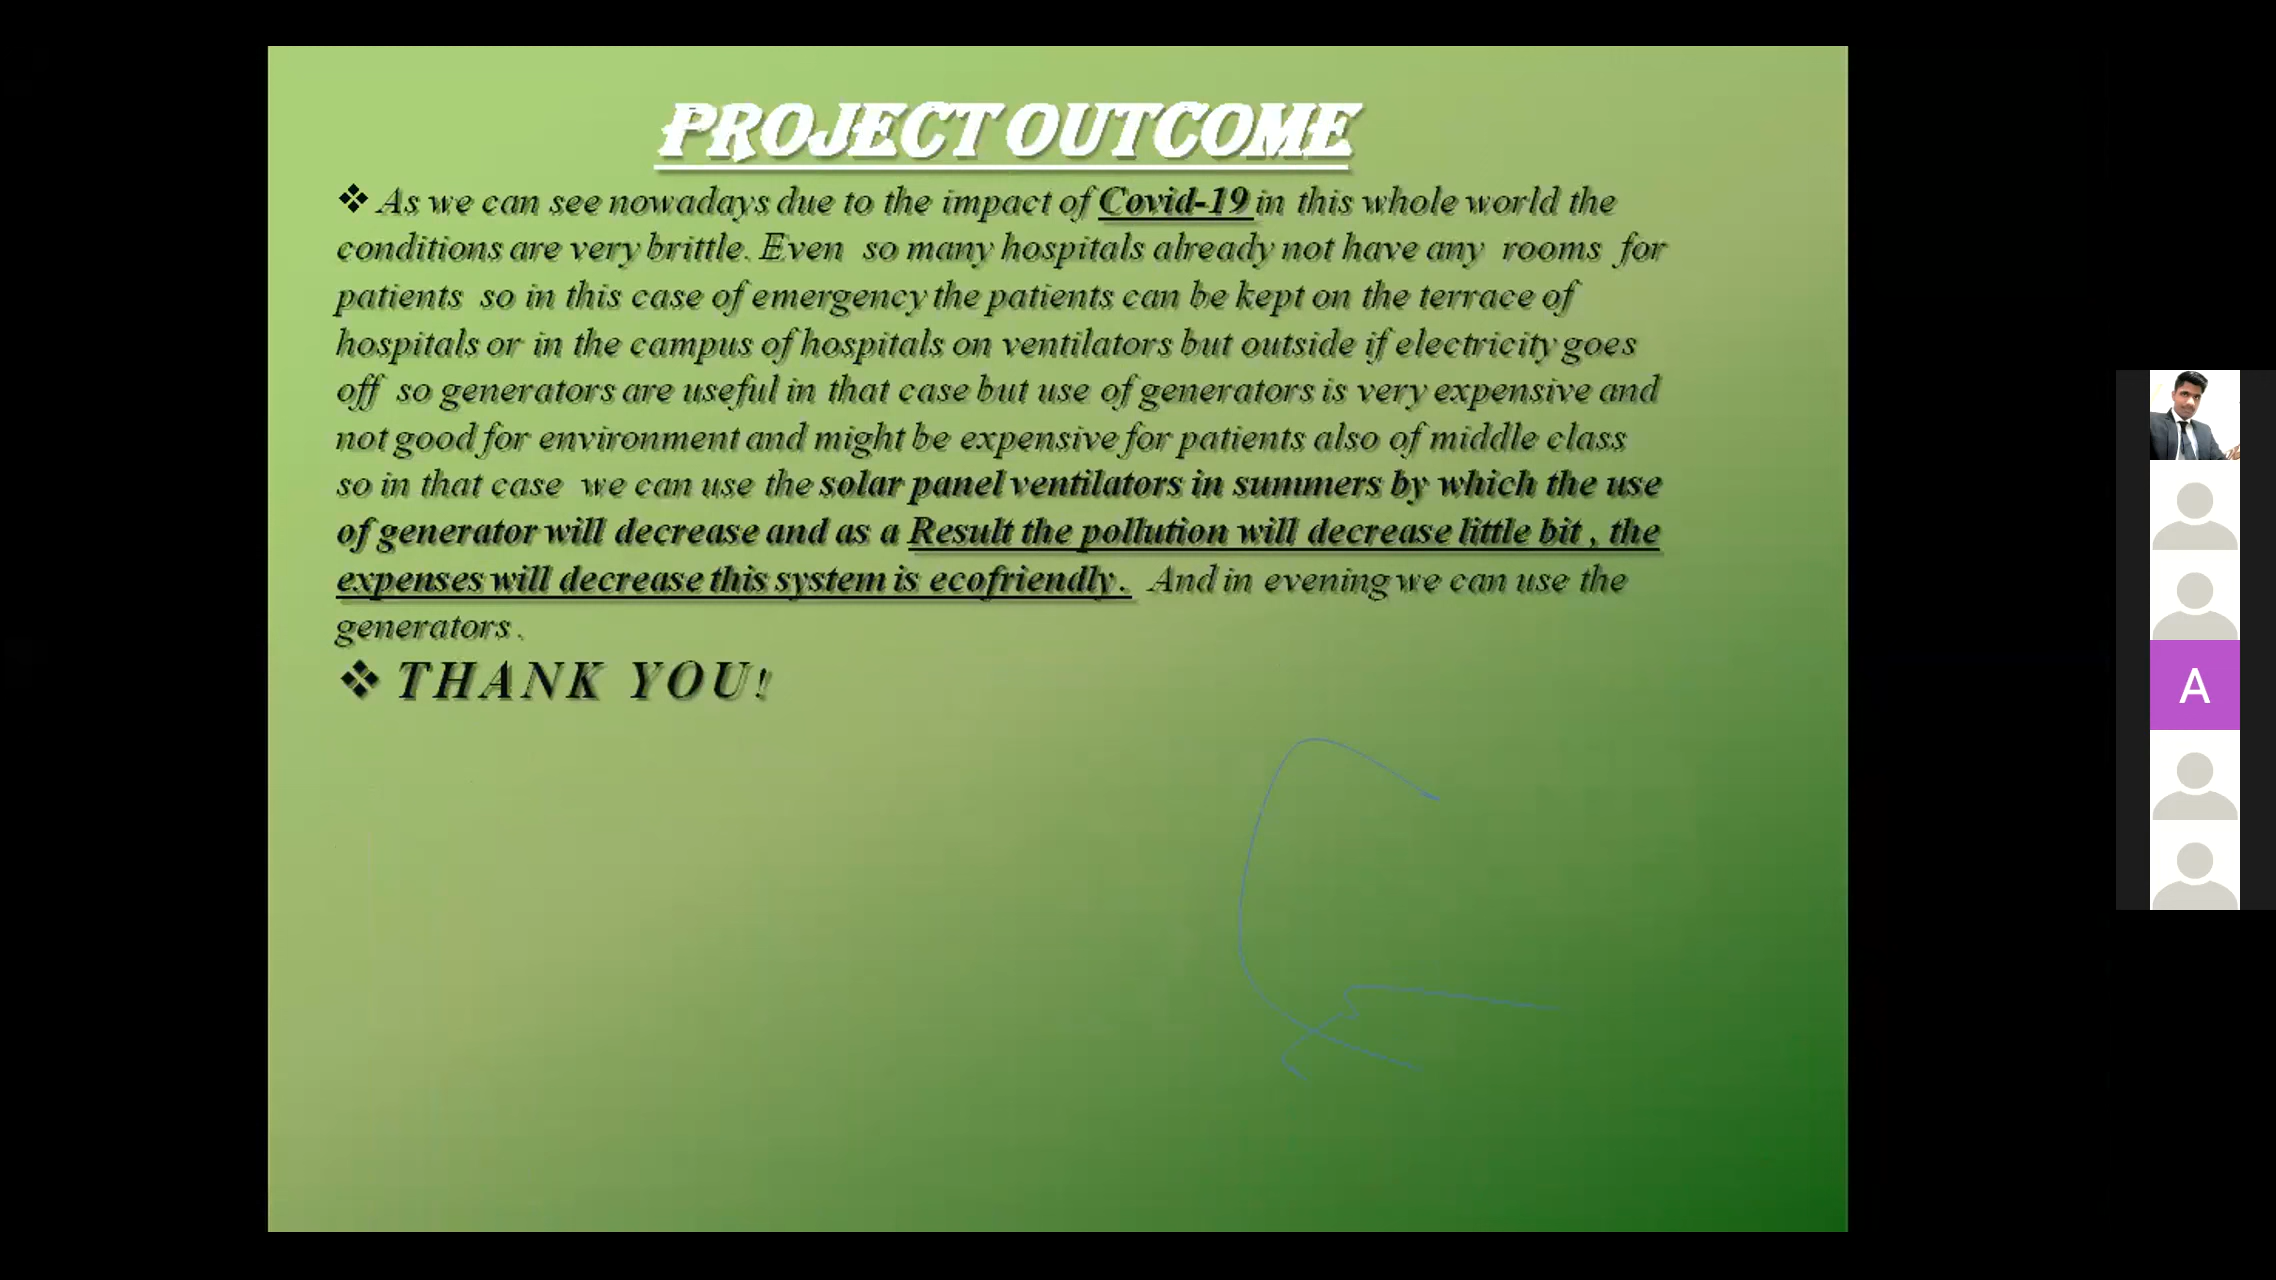 PROJECT OUTCOME
❖ As we can see nowadays due to the impact of Covid-19 in this whole world the
conditions are very brittle. Even so many hospitals already not have any rooms for
patients so in this case of emergency the patients can be kept on the terrace of
hospitals or in the campus of hospitals on ventilators but outside if electricity goes
off so generators are useful in that case but use of generators is very expensive and
not good for environment and might be expensive for patients also of middle class
so in that case we can use the solar panel ventilators in summers by which the use
of generator will decrease and as a Result the pollution will decrease little bit , the
expenses will decrease this system is ecofriendly. And in evening we can use the
generators .
❖ THANK YOU!
A